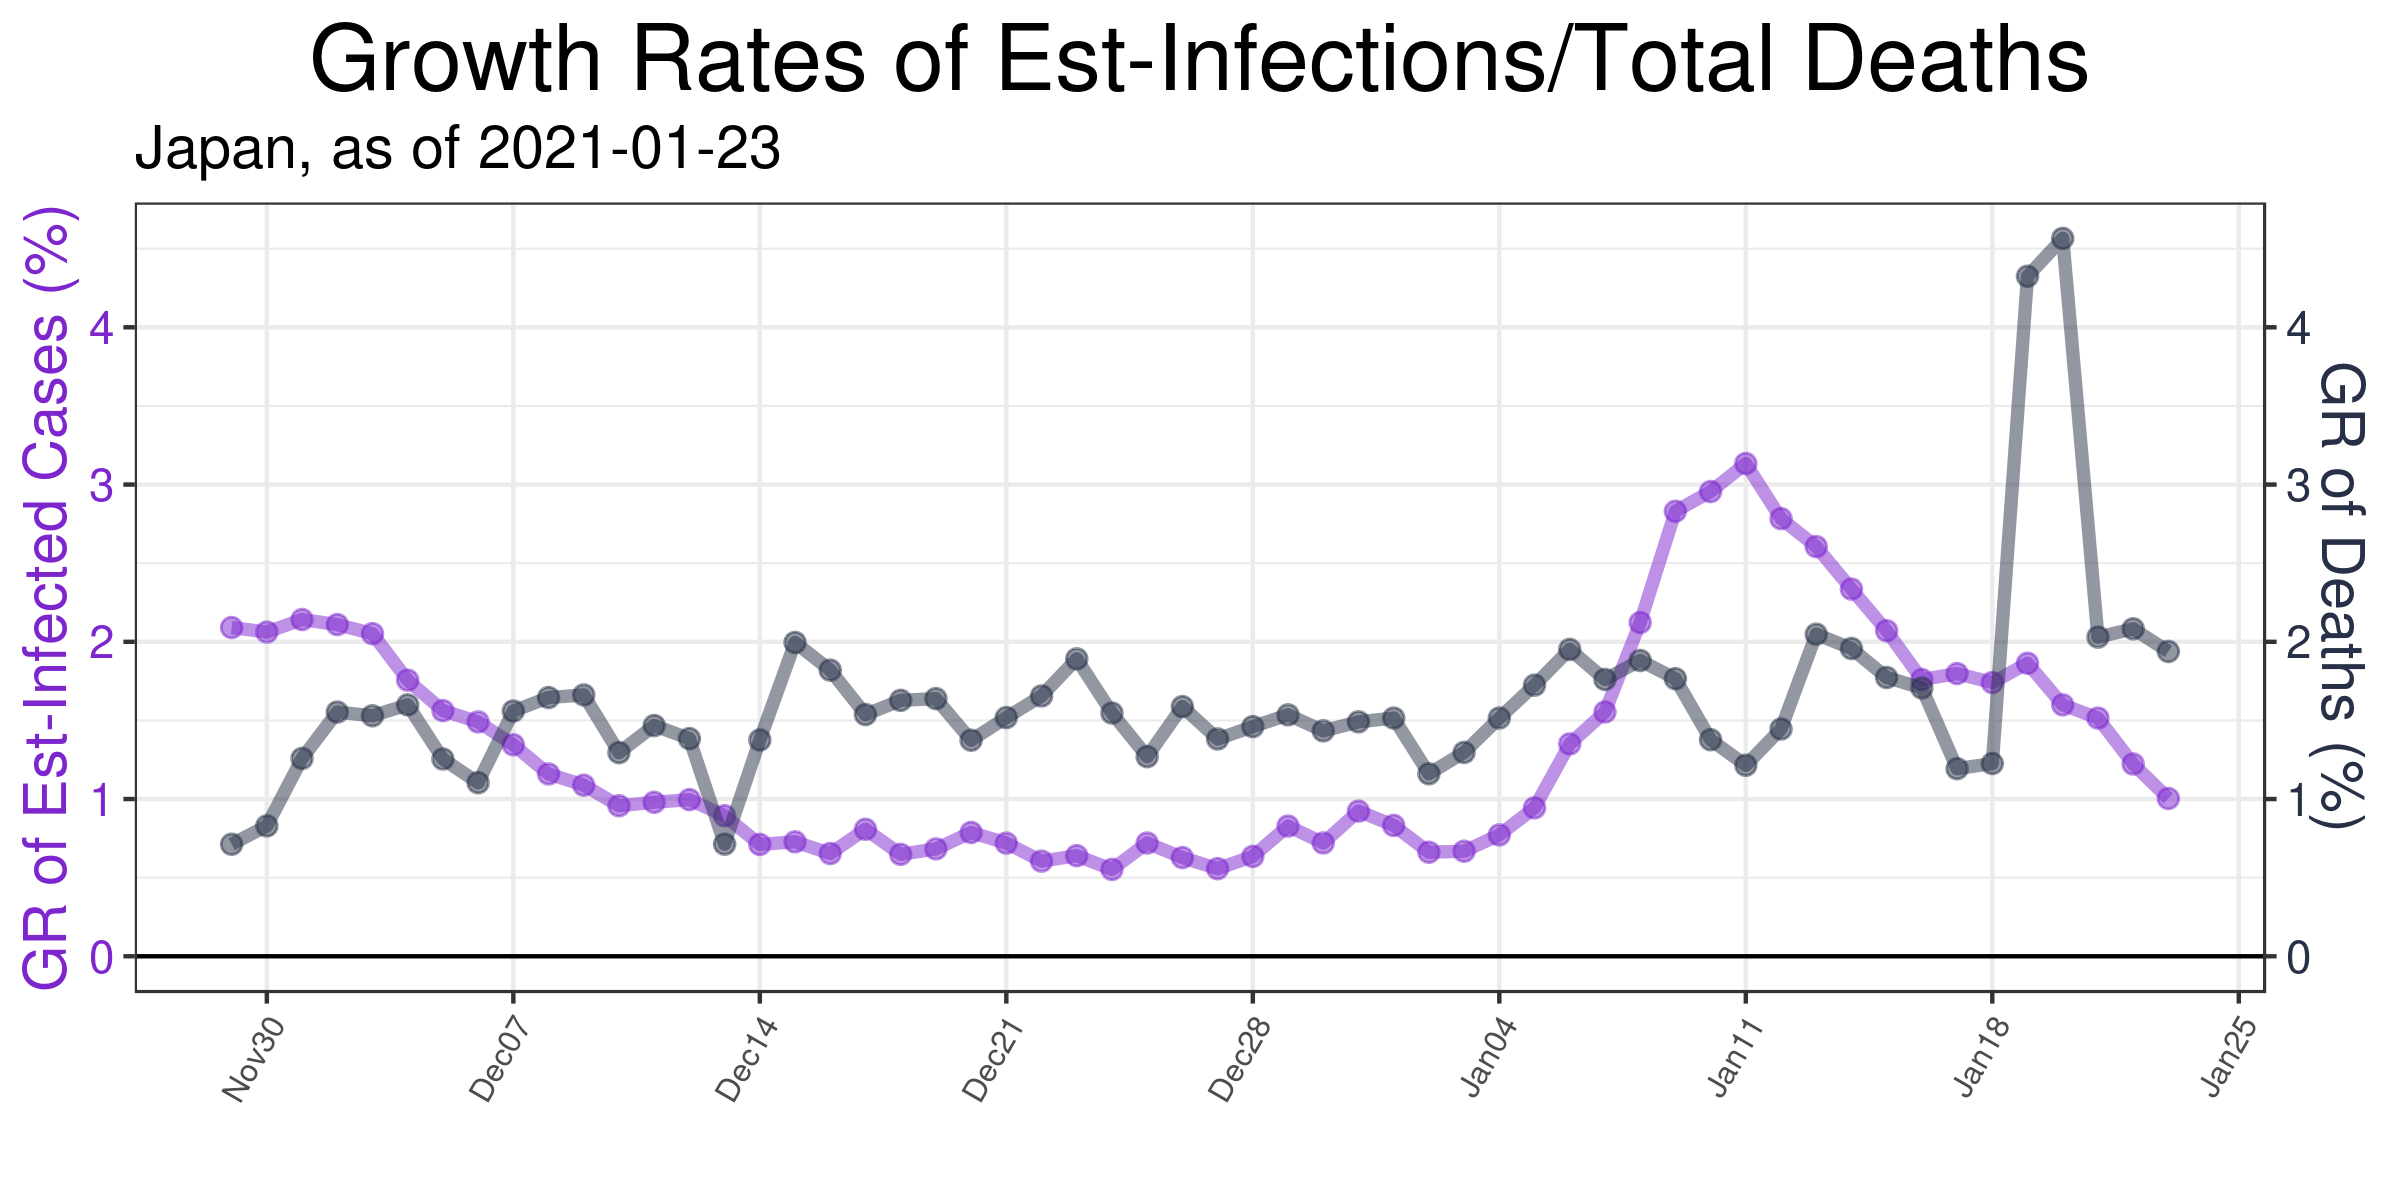 Growth Rates of Est-Infections/Total Deaths
Japan, as of 2021-01-23
GR of Est-Infected Cases (%)
4
3
2
1
0
4
3
2
1
0
GR of Deaths (%)
Nov30
Dec07
Dec14
Dec21
Dec28
Jan04
Jan11
Jan18
Jan25